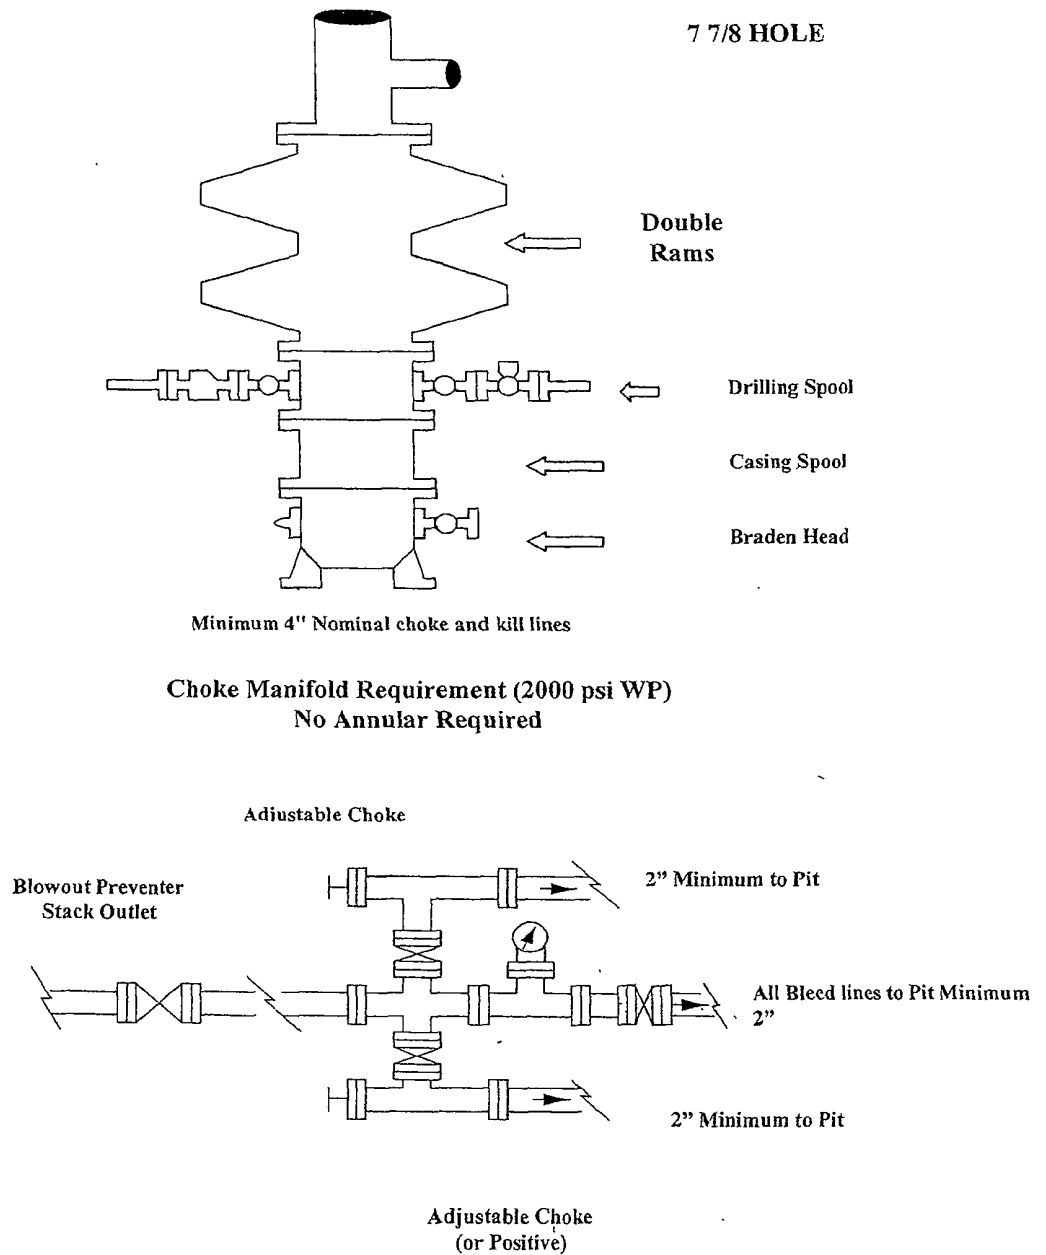 7 7/8 HOLE
Double
Rams
Drilling Spool
Casing Spool
Braden Head
Minimum 4" Nominal choke and kill lines
Choke Manifold Requirement (2000 psi WP)
No Annular Required
Adjustable Choke
Blowout Preventer
Stack Outlet
2” Minimum to Pit
All Bleed lines to Pit Minimum
2”
2” Minimum to Pit
Adjustable Choke
(or Positive)